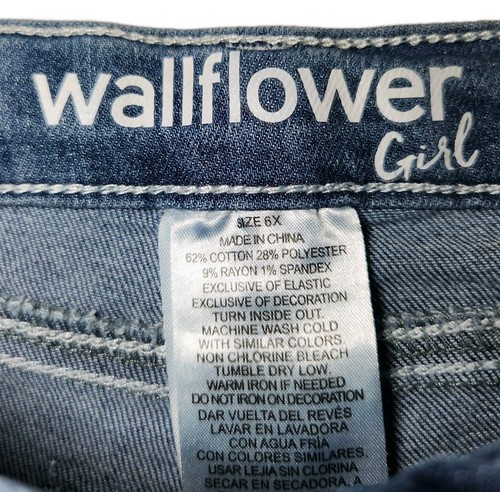 wallflower
Girl
SIZE 6X
MADE IN CHINA
62% COTTON 28% POLYESTER
9% RAYON 1% SPANDEX
EXCLUSIVE OF ELASTIC
EXCLUSIVE OF DECORATION
TURN INSIDE OUT.
MACHINE WASH COLD
WITH SIMILAR COLORS.
NON CHLORINE BLEACH
TUMBLE DRY LOW.
WARM IRON IF NEEDED
DO NOT IRON ON DECORATION
DAR VUELTA DEL REVÉS
LAVAR EN LAVADORA
CON AGUA FRÍA
CON COLORES SIMILARES.
USAR LEJIA SIN CLORINA
SECAR EN SECADORA, A